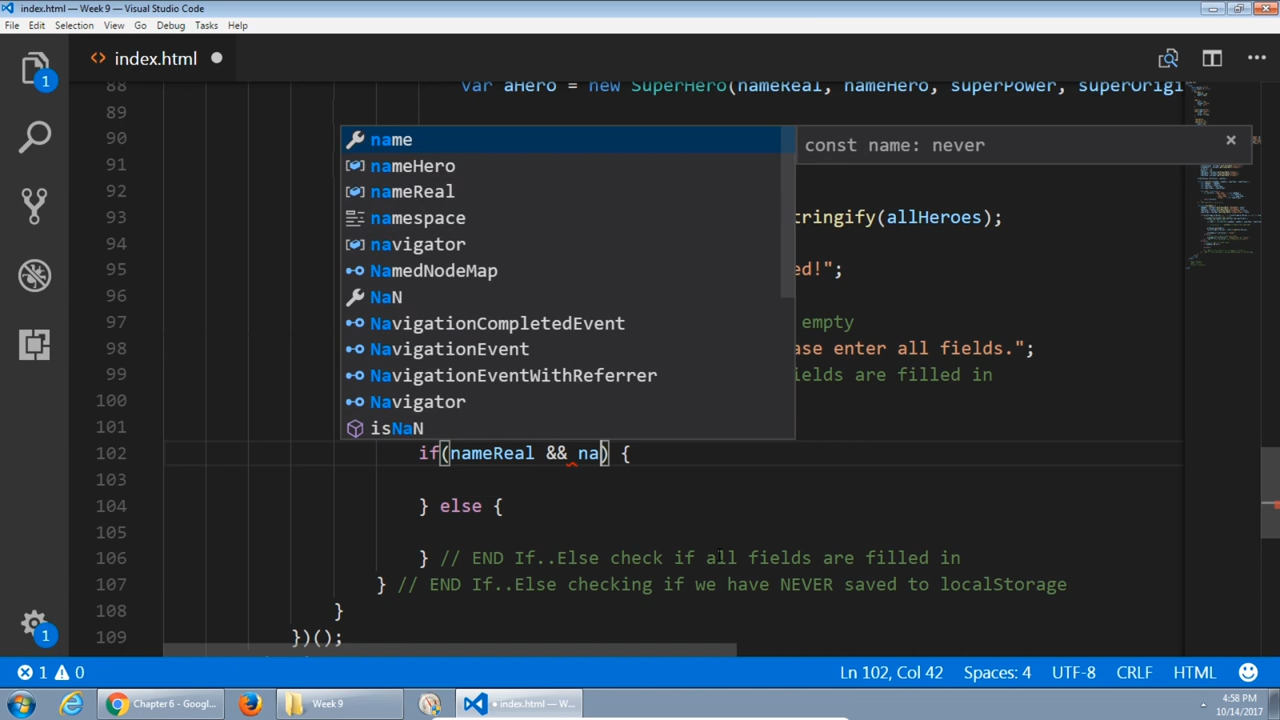 index.html — Week 9 — Visual Studio Code
File Edit Selection View Go Debug Tasks Help
1
index.html
88 var aHero = new SuperHero(nameReal, nameHero, superPower, superOrigi
89
90 name const name: never
91 nameHero
92 nameReal
93 namespace tringify(allHeroes);
94 navigator
95 NamedNodeMap ed!";
96 NaN
97 NavigationCompletedEvent empty
98 NavigationEvent ase enter all fields.";
99 NavigationEventWithReferrer ields are filled in
100 Navigator
101 isNaN
102 if(nameReal && na) {
103
104 } else {
105
106 } // END If..Else check if all fields are filled in
107 } // END If..Else checking if we have NEVER saved to localStorage
108 }
109 })();
1
1 0 Ln 102, Col 42 Spaces: 4 UTF-8 CRLF HTML
Chapter 6 - Googl... Week 9 index.html — W... 4:58 PM
10/14/2017